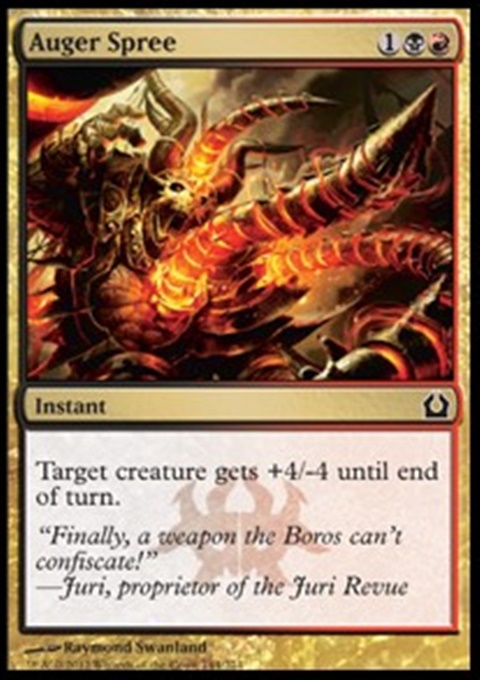 Auger Spree 1
Instant
Target creature gets +4/-4 until end
of turn.
“Finally, a weapon the Boros can’t
confiscate!”
—Juri, proprietor of the Juri Revue
Raymond Swanland